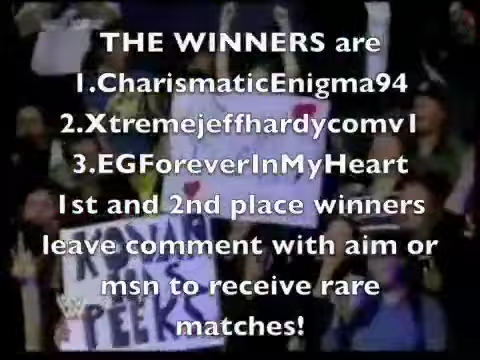 THE WINNERS are
1.CharismaticEnigma94
2.Xtremejeffhardycomv1
3.EGForeverInMyHeart
1st and 2nd place winners
leave comment with aim or
msn to receive rare
matches!
PEEKS